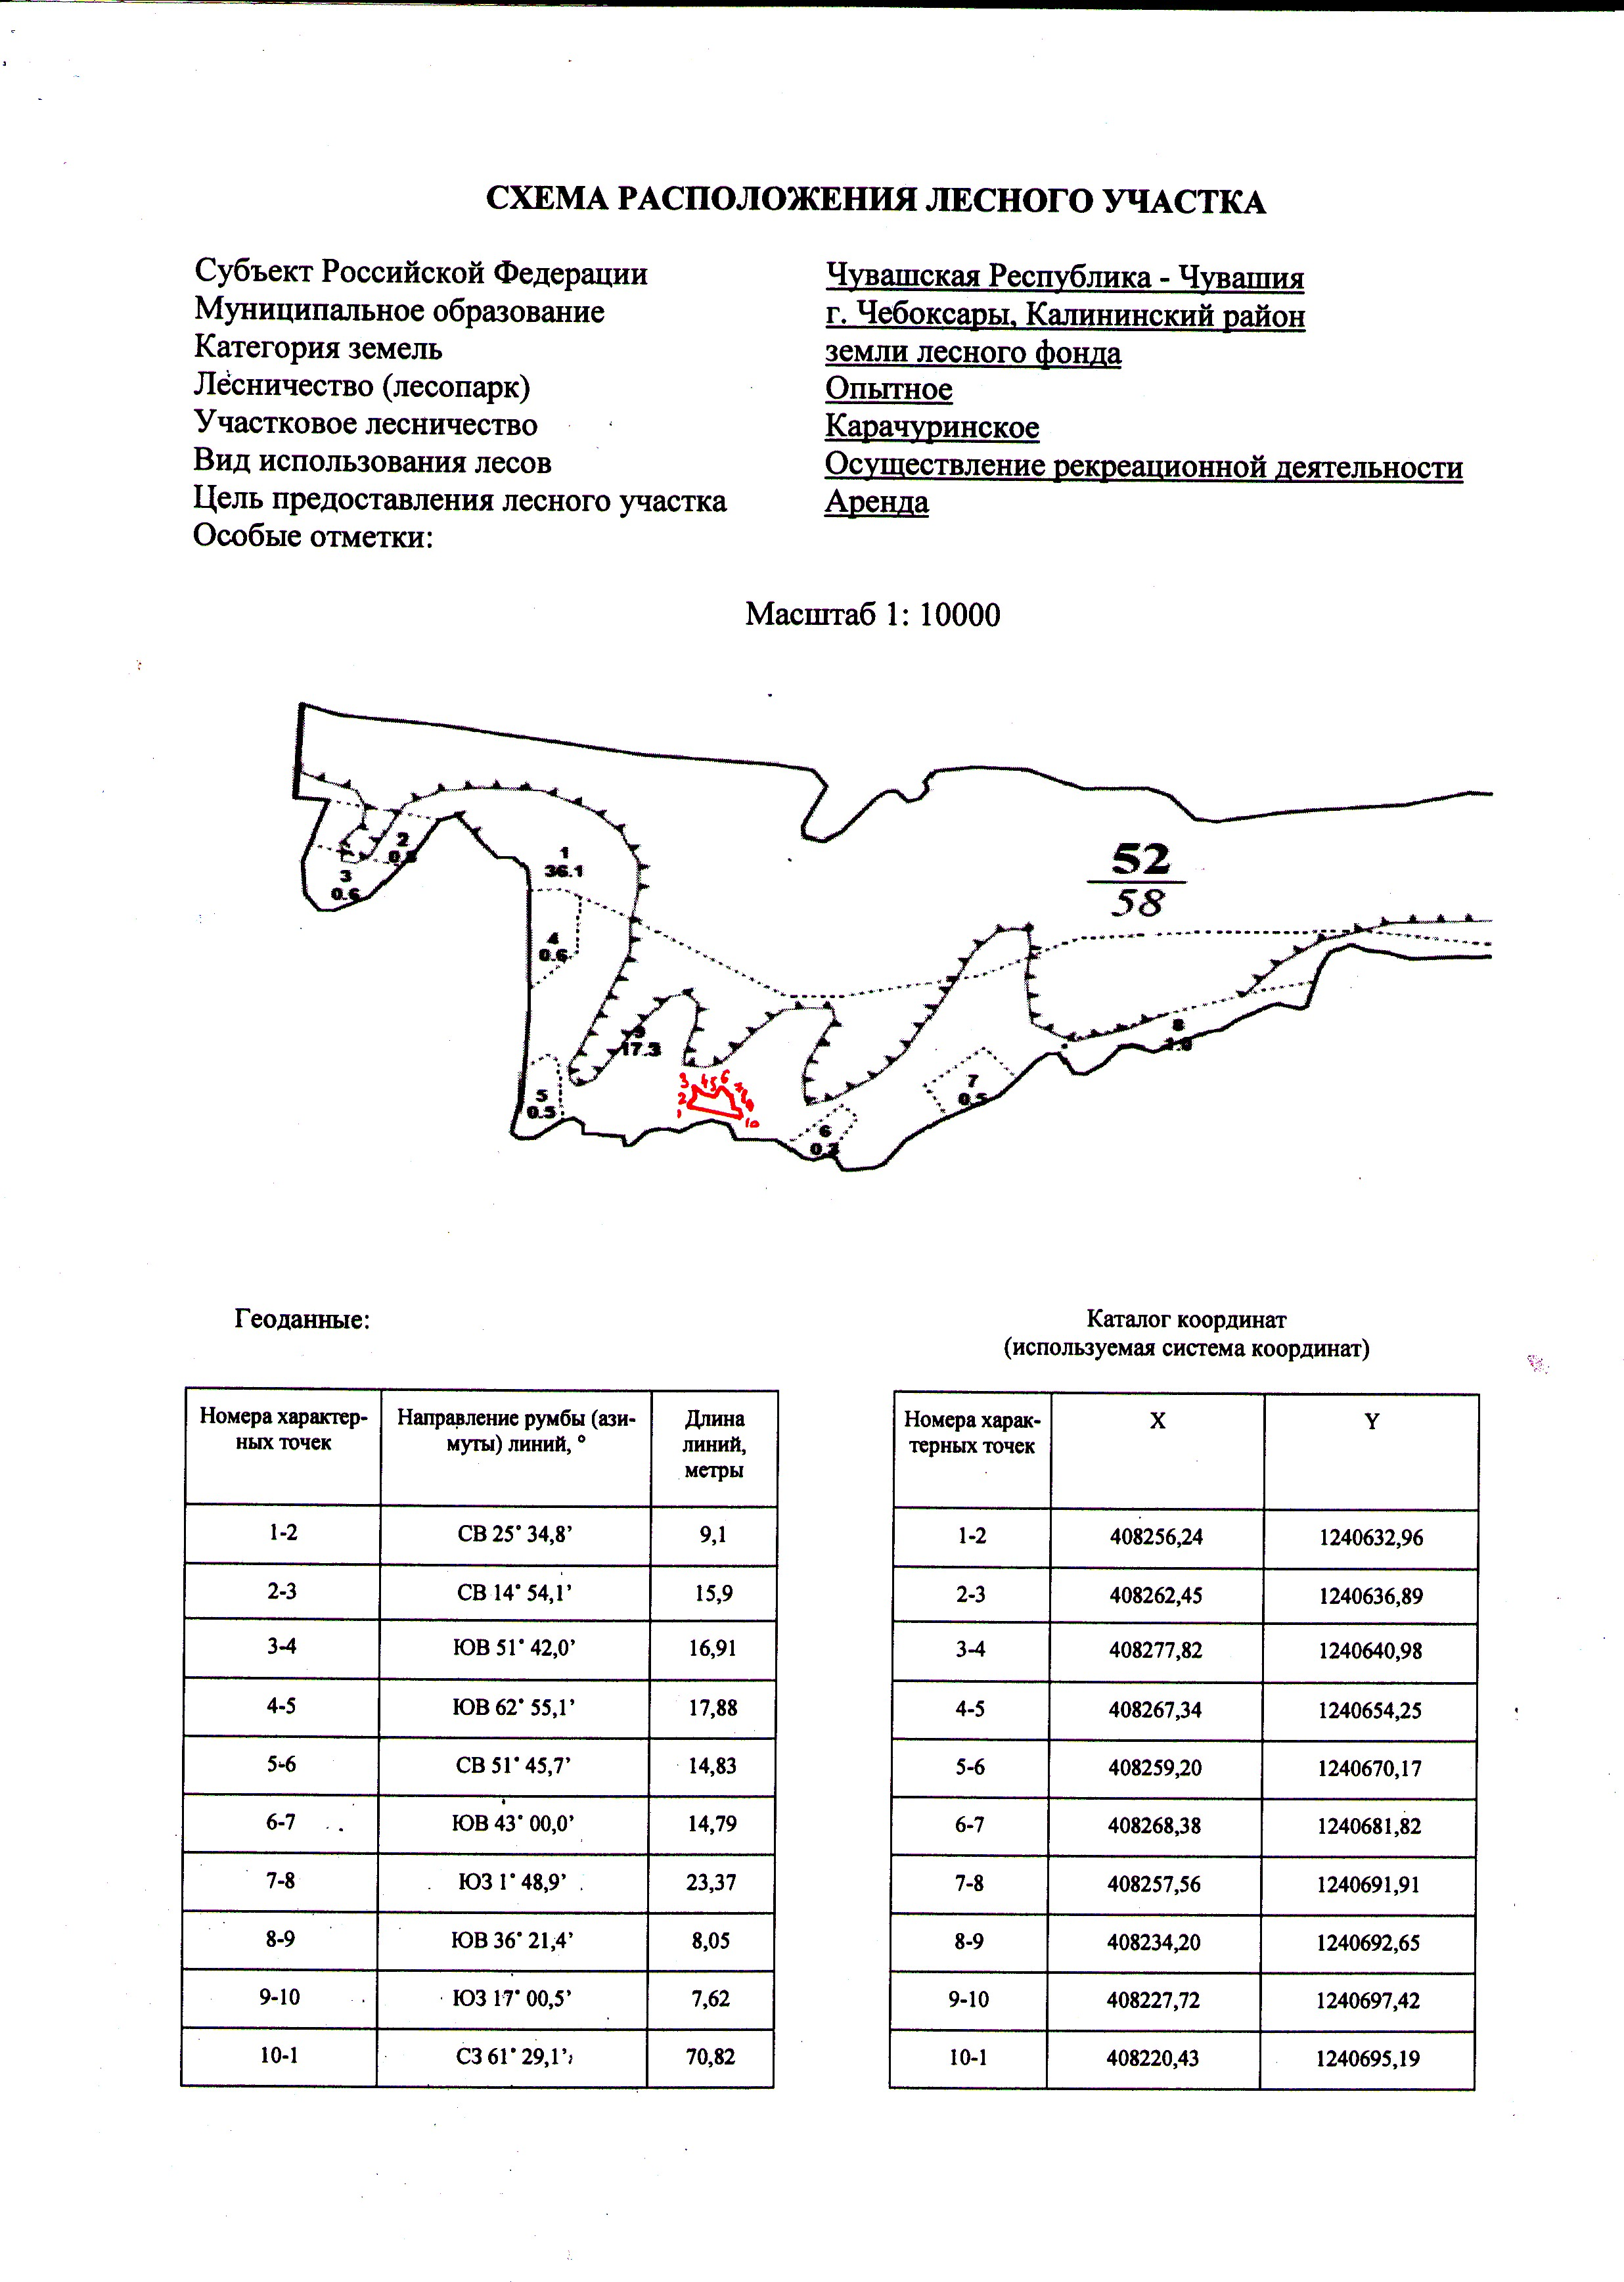 СХЕМА РАСПОЛОЖЕНИЯ ЛЕСНОГО УЧАСТКА
Субъект Российской Федерации Чувашская Республика - Чувашия
Муниципальное образование г. Чебоксары, Калининский район
Категория земель земли лесного фонда
Лесничество (лесопарк) Опытное
Участковое лесничество Карачуринское
Вид использования лесов Осуществление рекреационной деятельности
Цель предоставления лесного участка Аренда
Особые отметки:
Масштаб 1: 10000
2
3
0.6
1
36.1
52
58
4
0.6
17.3
5
0.5
3 4 5 6
2
1
10
7
0.5
6
8
Геоданные:
Каталог координат
(используемая система координат)
Номера характер- Направление румбы (ази- Длина
ных точек муты) линий, ° линий,
метры
1-2 СВ 25° 34,8’ 9,1
2-3 СВ 14° 54,1’ 15,9
3-4 ЮВ 51° 42,0’ 16,91
4-5 ЮВ 62° 55,1’ 17,88
5-6 СВ 51° 45,7’ 14,83
6-7 ЮВ 43° 00,0’ 14,79
7-8 ЮЗ 1° 48,9’ 23,37
8-9 ЮВ 36° 21,4’ 8,05
9-10 ЮЗ 17° 00,5’ 7,62
10-1 СЗ 61° 29,1’ 70,82
Номера харак- X Y
терных точек
1-2 408256,24 1240632,96
2-3 408262,45 1240636,89
3-4 408277,82 1240640,98
4-5 408267,34 1240654,25
5-6 408259,20 1240670,17
6-7 408268,38 1240681,82
7-8 408257,56 1240691,91
8-9 408234,20 1240692,65
9-10 408227,72 1240697,42
10-1 408220,43 1240695,19